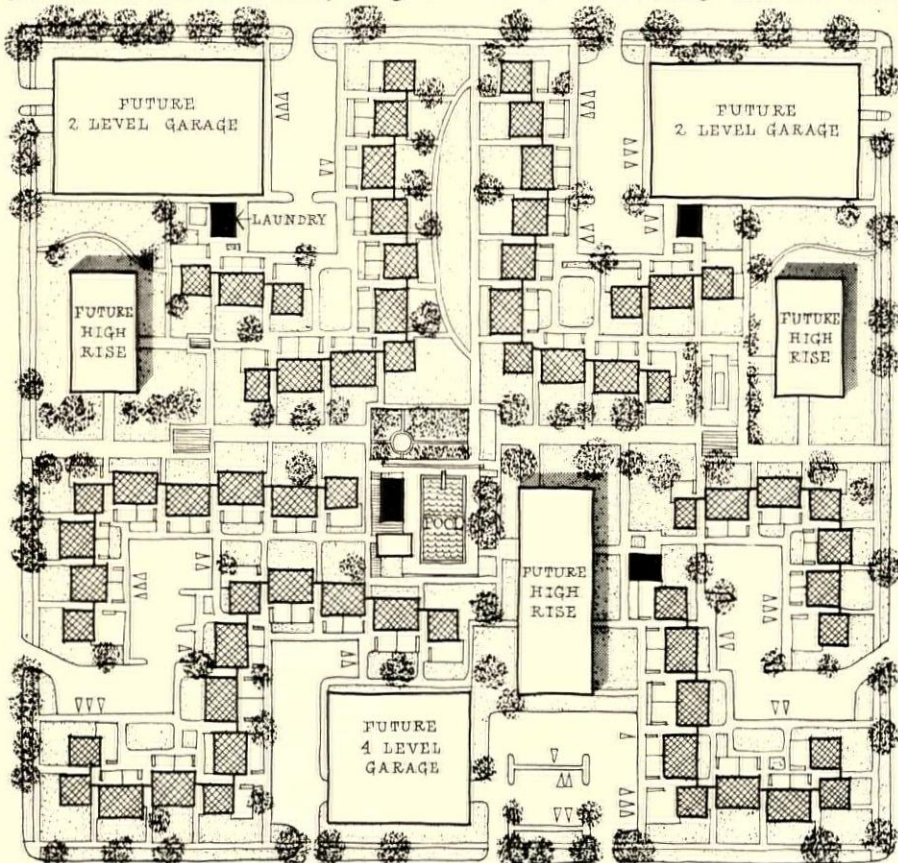 FUTURE
2 LEVEL GARAGE
FUTURE
2 LEVEL GARAGE
LAUNDRY
FUTURE
HIGH
RISE
FUTURE
HIGH
RISE
POOL
FUTURE
HIGH
RISE
FUTURE
4 LEVEL
GARAGE